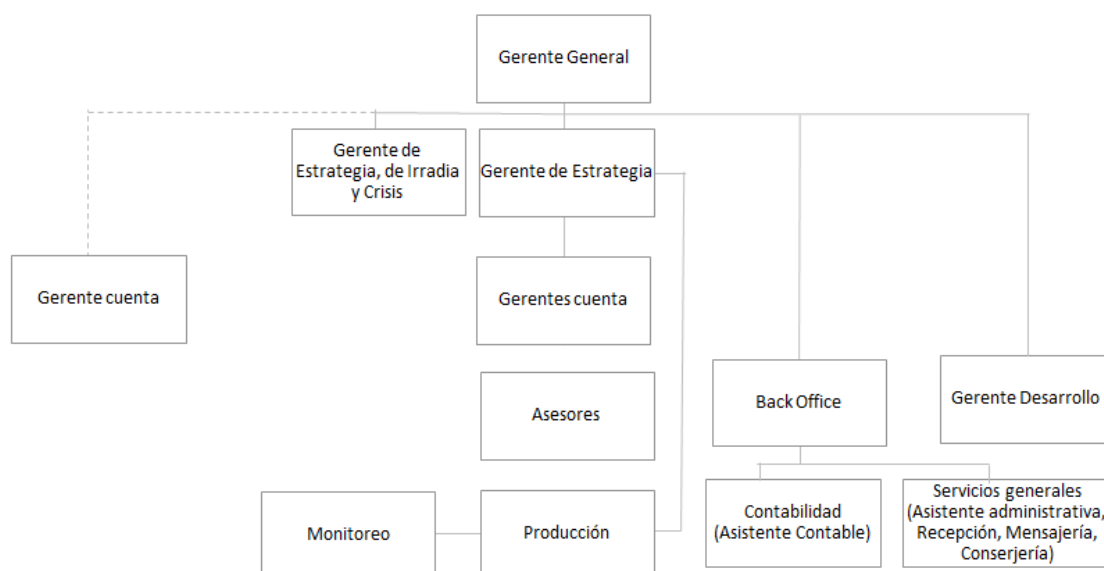 Gerente General
Gerente de
Estrategia, de Irradia
y Crisis
Gerente de Estrategia
Gerente cuenta
Gerentes cuenta
Asesores
Back Office
Gerente Desarrollo
Monitoreo
Producción
Contabilidad
(Asistente Contable)
Servicios generales
(Asistente administrativa,
Recepción, Mensajería,
Conserjería)